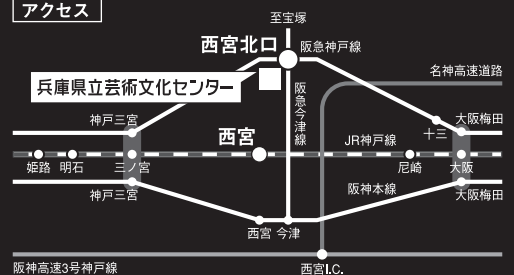 アクセス
至宝塚
西宮北口
阪急神戸線
名神高速道路
兵庫県立芸術文化センター
阪急今津線
神戸三宮
大阪梅田
十三
西宮
JR神戸線
姫路
明石
三ノ宮
尼崎
大阪
神戸三宮
阪神本線
大阪梅田
西宮
今津
阪神高速3号神戸線
西宮I.C.